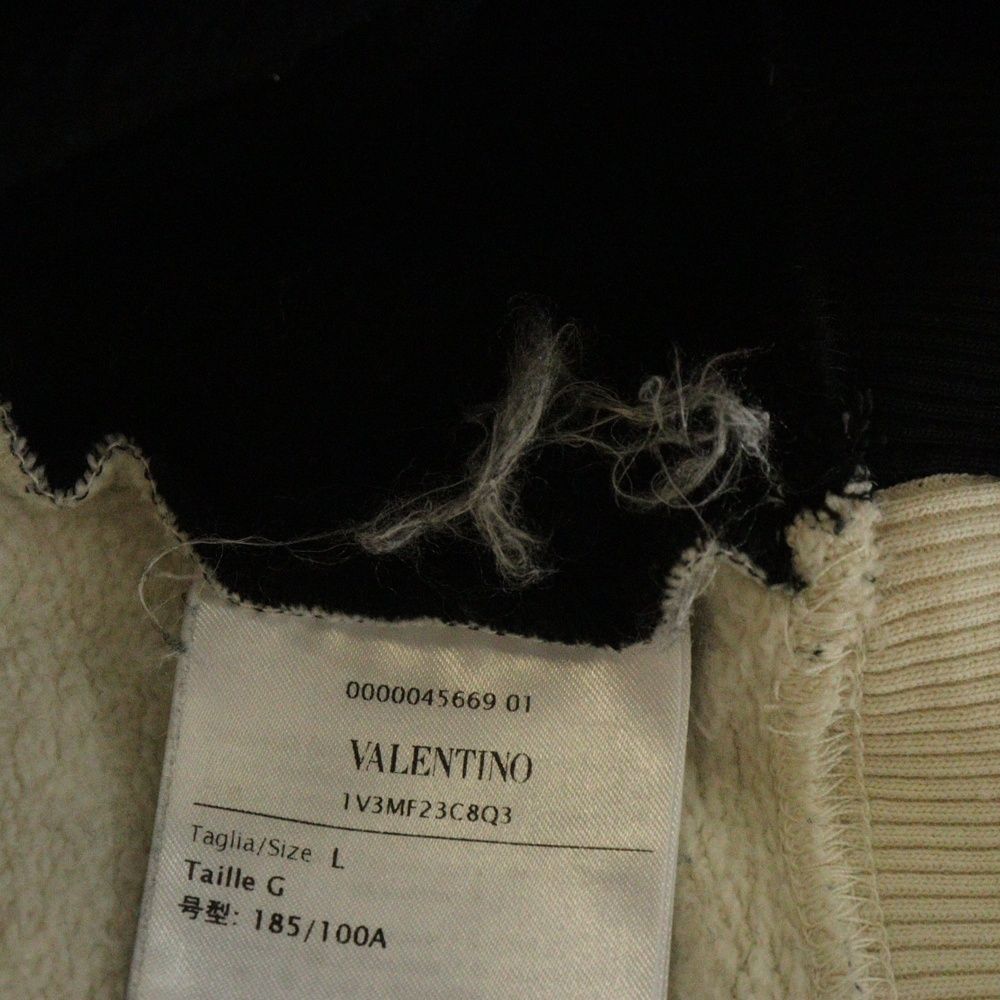 0000045669 01
VALENTINO
1V3MF23C8Q3
Taglia/Size L
Taille G
号型: 185/100A